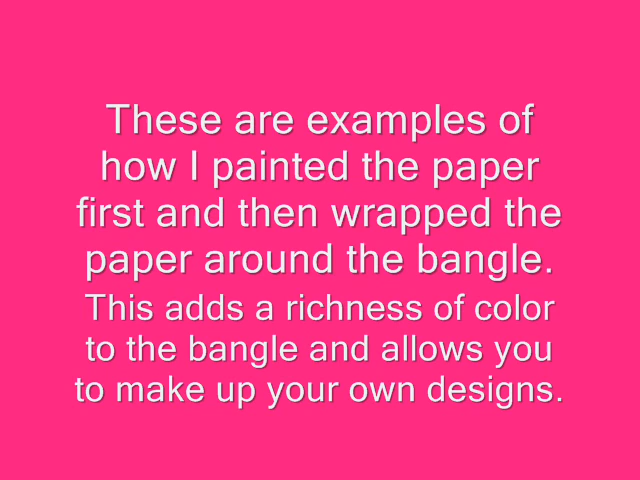 These are examples of
how I painted the paper
first and then wrapped the
paper around the bangle.
This adds a richness of color
to the bangle and allows you
to make up your own designs.